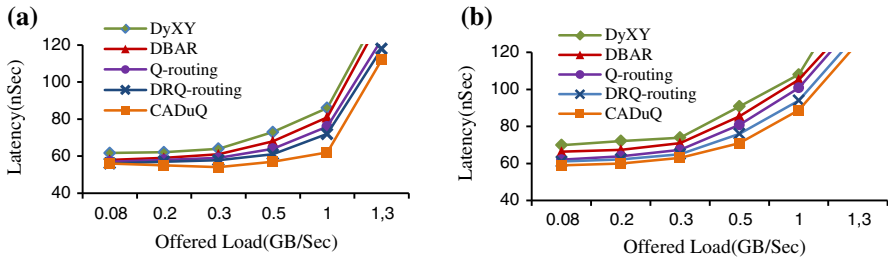 (a)
DyXY
DBAR
Q-routing
DRQ-routing
CADuQ
Latency(nSec)
120
100
80
60
40
0.08 0.2 0.3 0.5 1 1,3
Offered Load(GB/Sec)
(b)
DyXY
DBAR
Q-routing
DRQ-routing
CADuQ
Latency(nSec)
120
100
80
60
40
0.08 0.2 0.3 0.5 1 1,3
Offered Load(GB/Sec)